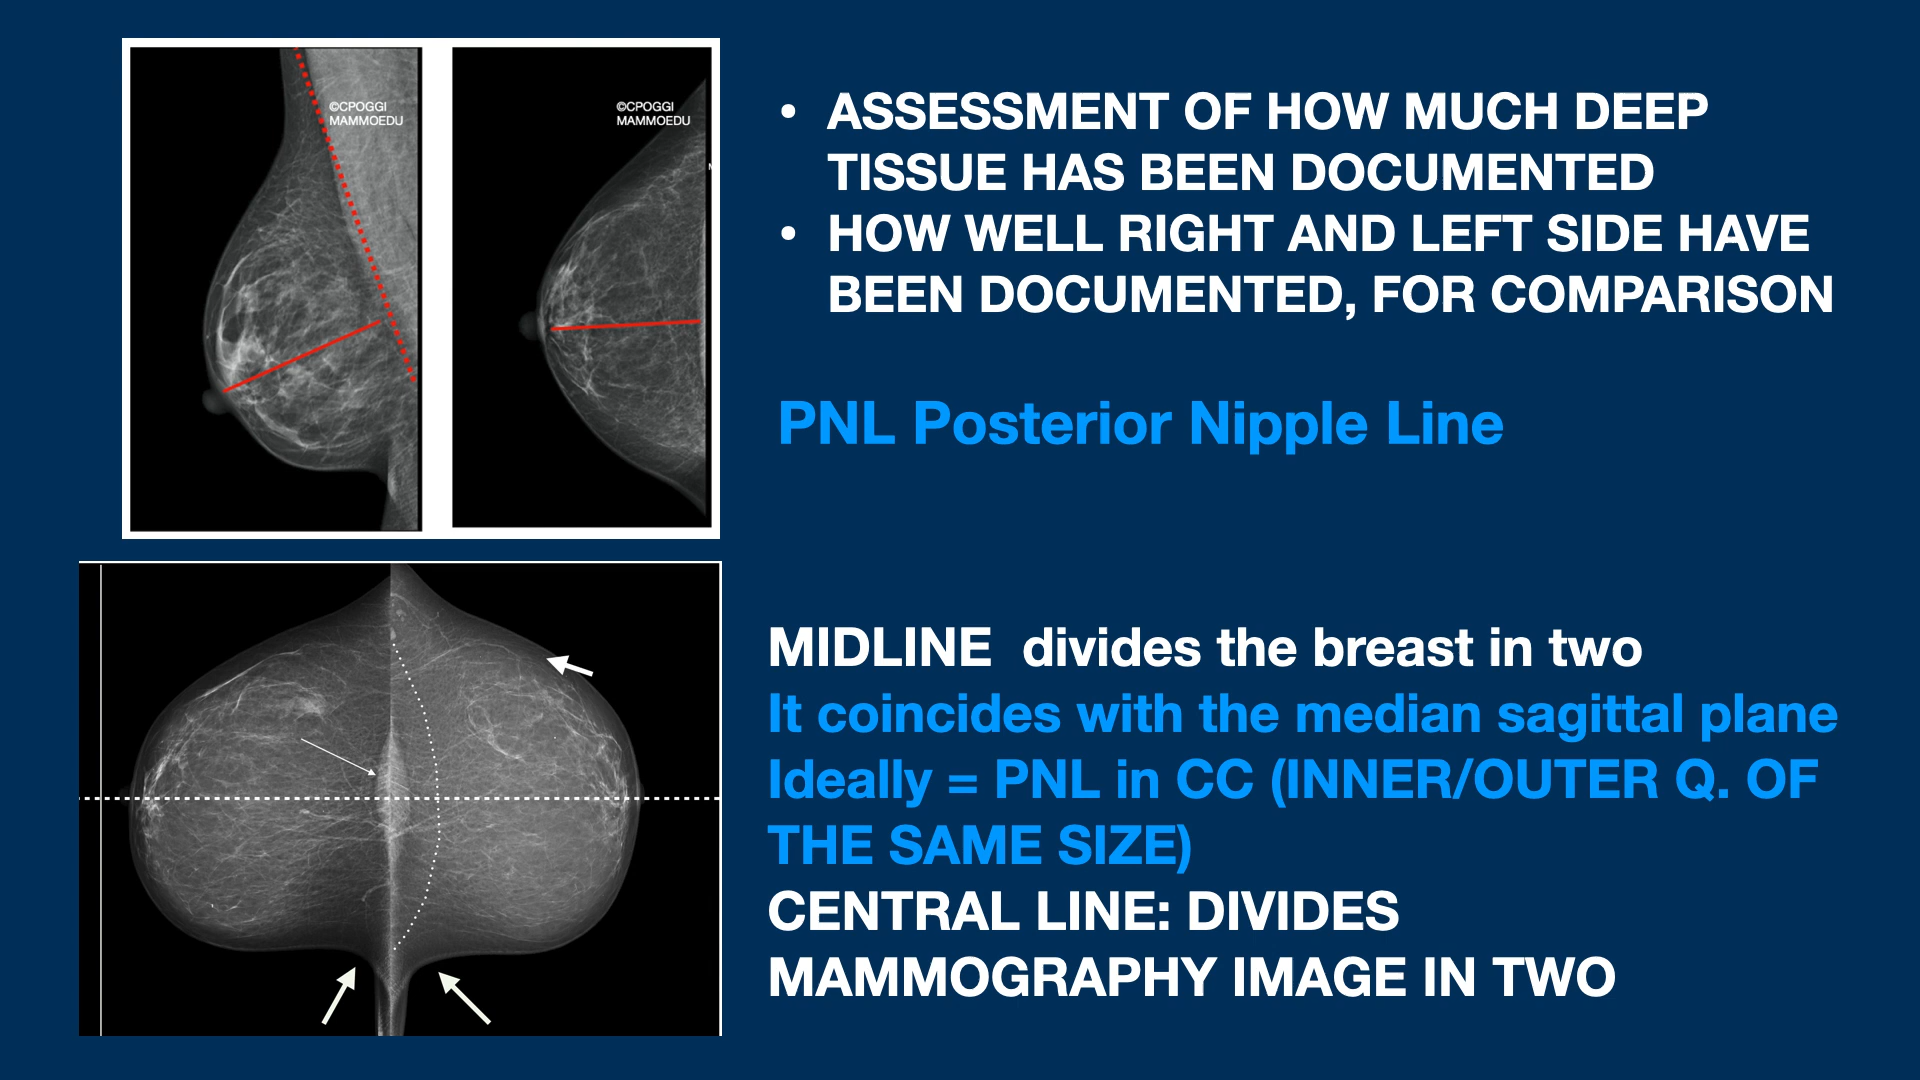 ©CPOGGI
MAMMOEDU
©CPOGGI
MAMMOEDU
• ASSESSMENT OF HOW MUCH DEEP
TISSUE HAS BEEN DOCUMENTED
• HOW WELL RIGHT AND LEFT SIDE HAVE
BEEN DOCUMENTED, FOR COMPARISON
PNL Posterior Nipple Line
MIDLINE divides the breast in two
It coincides with the median sagittal plane
Ideally = PNL in CC (INNER/OUTER Q. OF
THE SAME SIZE)
CENTRAL LINE: DIVIDES
MAMMOGRAPHY IMAGE IN TWO